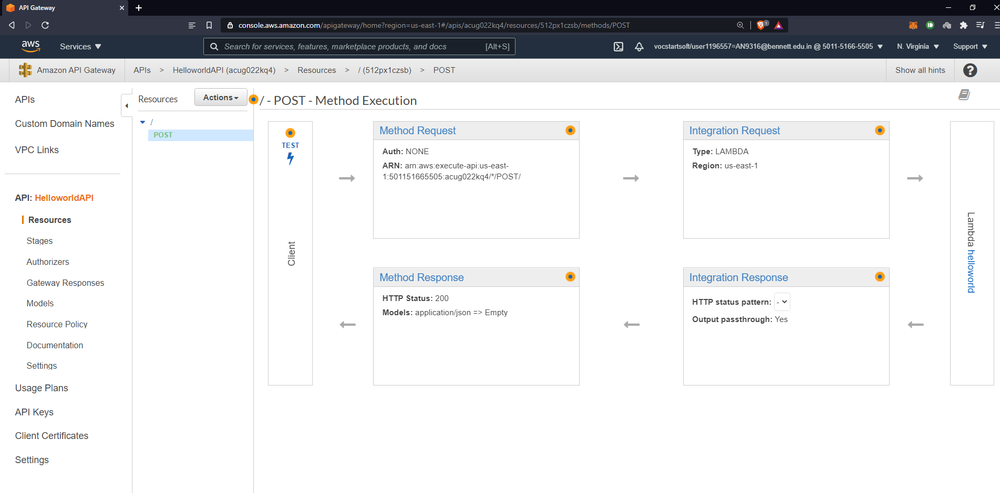 API Gateway
console.aws.amazon.com/apigateway/home?region=us-east-1#/apis/acug022kq4/resources/512px1czsb/methods/POST
1
aws
Services
Search for services, features, marketplace products, and docs
[Alt+S]
vocstartsoft/user1196557=AN9316@bennett.edu.in @ 5011-5166-5505
N. Virginia
Support
Amazon API Gateway
APIs > HelloworldAPI (acug022kq4) > Resources > / (512px1czsb) > POST
Show all hints
?
APIs
Custom Domain Names
VPC Links
API: HelloworldAPI
Resources
Stages
Authorizers
Gateway Responses
Models
Resource Policy
Documentation
Settings
Usage Plans
API Keys
Client Certificates
Settings
Resources
Actions
/
POST
/ - POST - Method Execution
TEST
Client
Method Request
Auth: NONE
ARN: arn:aws:execute-api:us-east-
1:501151665505:acug022kq4/*/POST/
Integration Request
Type: LAMBDA
Region: us-east-1
Lambda helloworld
Method Response
HTTP Status: 200
Models: application/json => Empty
Integration Response
HTTP status pattern: -
Output passthrough: Yes